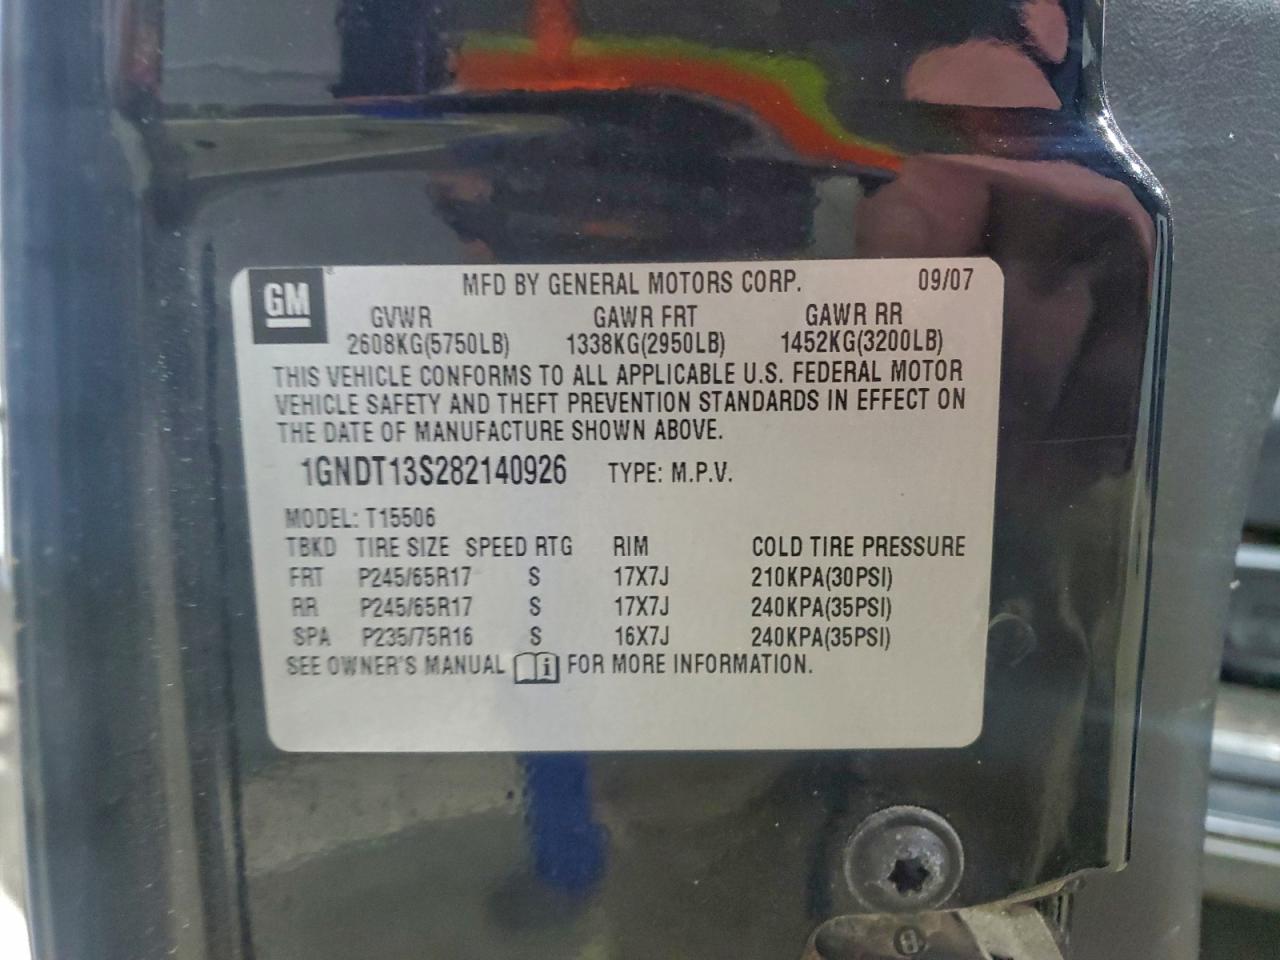 GM
MFD BY GENERAL MOTORS CORP. 09/07
GVWR GAWR FRT GAWR RR
2608KG(5750LB) 1338KG(2950LB) 1452KG(3200LB)
THIS VEHICLE CONFORMS TO ALL APPLICABLE U.S. FEDERAL MOTOR
VEHICLE SAFETY AND THEFT PREVENTION STANDARDS IN EFFECT ON
THE DATE OF MANUFACTURE SHOWN ABOVE.
1GNDT13S282140926 TYPE: M.P.V.
MODEL: T15506
TBKD TIRE SIZE SPEED RTG RIM COLD TIRE PRESSURE
FRT P245/65R17 S 17X7J 210KPA(30PSI)
RR P245/65R17 S 17X7J 240KPA(35PSI)
SPA P235/75R16 S 16X7J 240KPA(35PSI)
SEE OWNER'S MANUAL i FOR MORE INFORMATION.
8